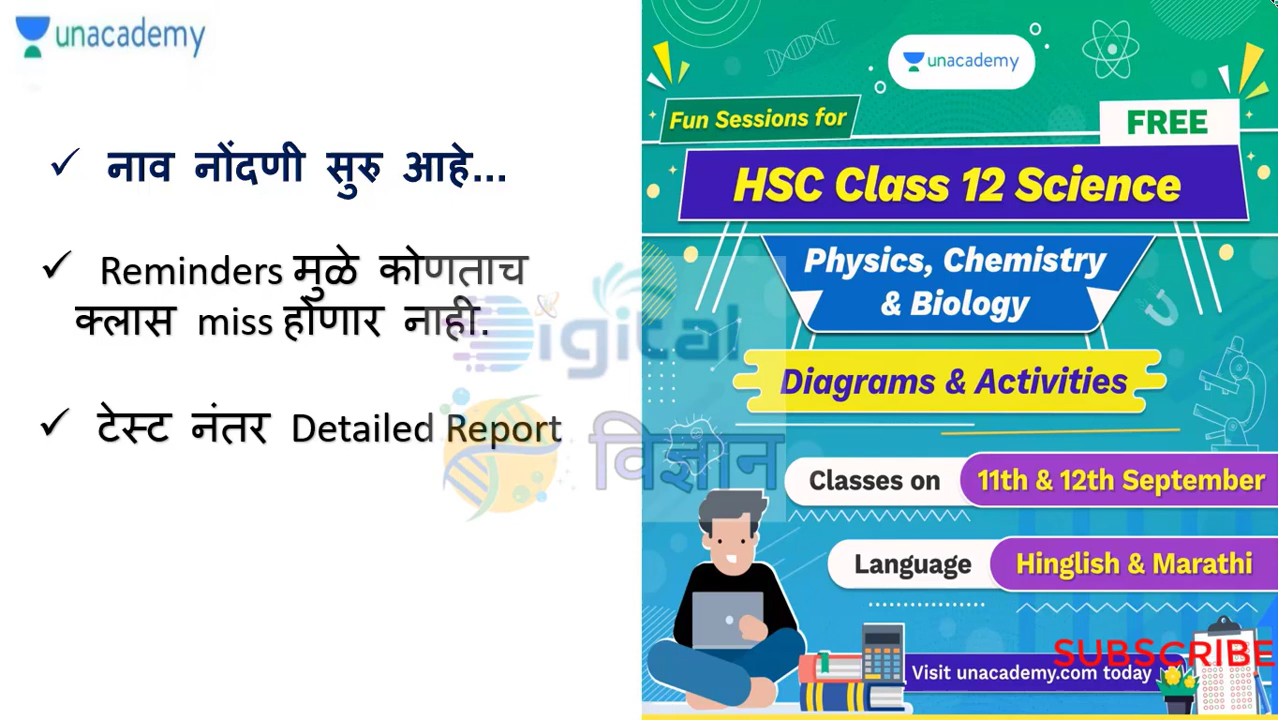 unacademy
✓ नाव नोंदणी सुरु आहे...
✓ Reminders मुळे कोणताच
क्लास miss होणार नाही.
✓ टेस्ट नंतर Detailed Report
unacademy
Fun Sessions for
FREE
HSC Class 12 Science
Physics, Chemistry
& Biology
Diagrams & Activities
Classes on 11th & 12th September
Language Hinglish & Marathi
Visit unacademy.com today
SUBSCRIBE
Digital
विज्ञान